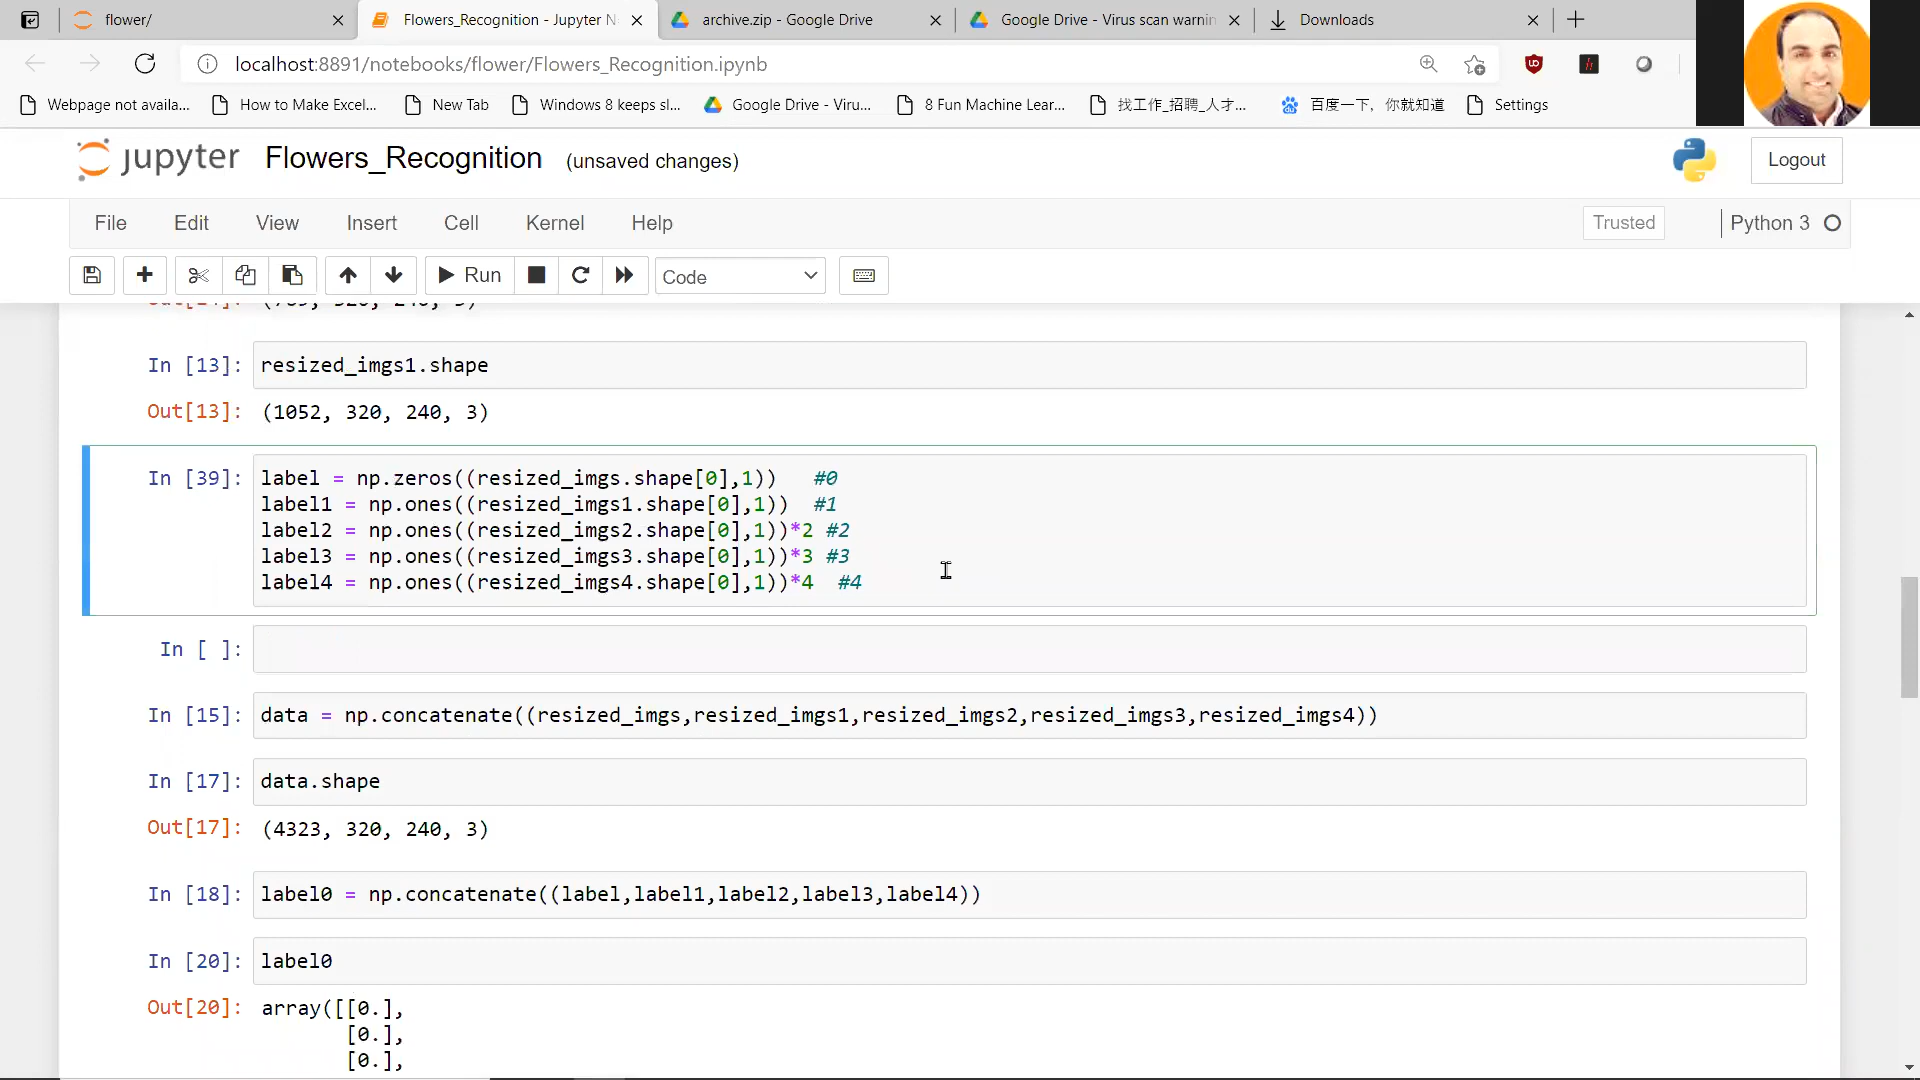 flower/
Flowers_Recognition - Jupyter N
archive.zip - Google Drive
Google Drive - Virus scan warnin
Downloads
localhost:8891/notebooks/flower/Flowers_Recognition.ipynb
Webpage not availa...
How to Make Excel...
New Tab
Windows 8 keeps sl...
Google Drive - Viru...
8 Fun Machine Lear...
找工作_招聘_人才...
百度一下，你就知道
Settings
jupyter
Flowers_Recognition
(unsaved changes)
Logout
File
Edit
View
Insert
Cell
Kernel
Help
Trusted
Python 3
Run
Code
In [13]:
resized_imgs1.shape
Out[13]:
(1052, 320, 240, 3)
In [39]:
label = np.zeros((resized_imgs.shape[0],1)) #0
label1 = np.ones((resized_imgs1.shape[0],1)) #1
label2 = np.ones((resized_imgs2.shape[0],1))*2 #2
label3 = np.ones((resized_imgs3.shape[0],1))*3 #3
label4 = np.ones((resized_imgs4.shape[0],1))*4 #4
In [ ]:
In [15]:
data = np.concatenate((resized_imgs,resized_imgs1,resized_imgs2,resized_imgs3,resized_imgs4))
In [17]:
data.shape
Out[17]:
(4323, 320, 240, 3)
In [18]:
label0 = np.concatenate((label,label1,label2,label3,label4))
In [20]:
label0
Out[20]:
array([[0.],
[0.],
[0.],